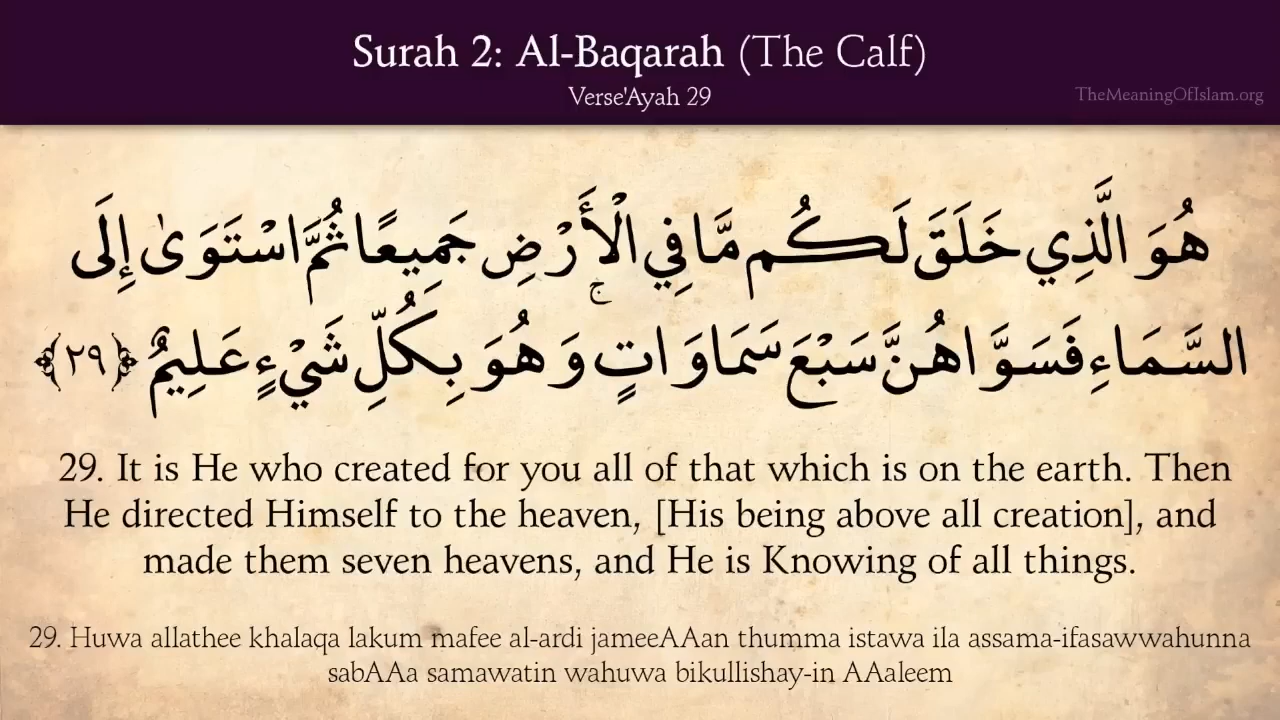 Surah 2: Al-Baqarah (The Calf)
Verse'Ayah 29
TheMeaningOfIslam.org
هُوَ الَّذِي خَلَقَ لَكُم مَّا فِي الْأَرْضِ جَمِيعًا ثُمَّ اسْتَوَىٰ إِلَى
السَّمَاءِ فَسَوَّاهُنَّ سَبْعَ سَمَاوَاتٍ ۚ وَهُوَ بِكُلِّ شَيْءٍ عَلِيمٌ ﴿٢٩﴾
29. It is He who created for you all of that which is on the earth. Then
He directed Himself to the heaven, [His being above all creation], and
made them seven heavens, and He is Knowing of all things.
29. Huwa allathee khalaqa lakum mafee al-ardi jameeAAan thumma istawa ila assama-ifasawwahunna
sabAAa samawatin wahuwa bikullishay-in AAaleem